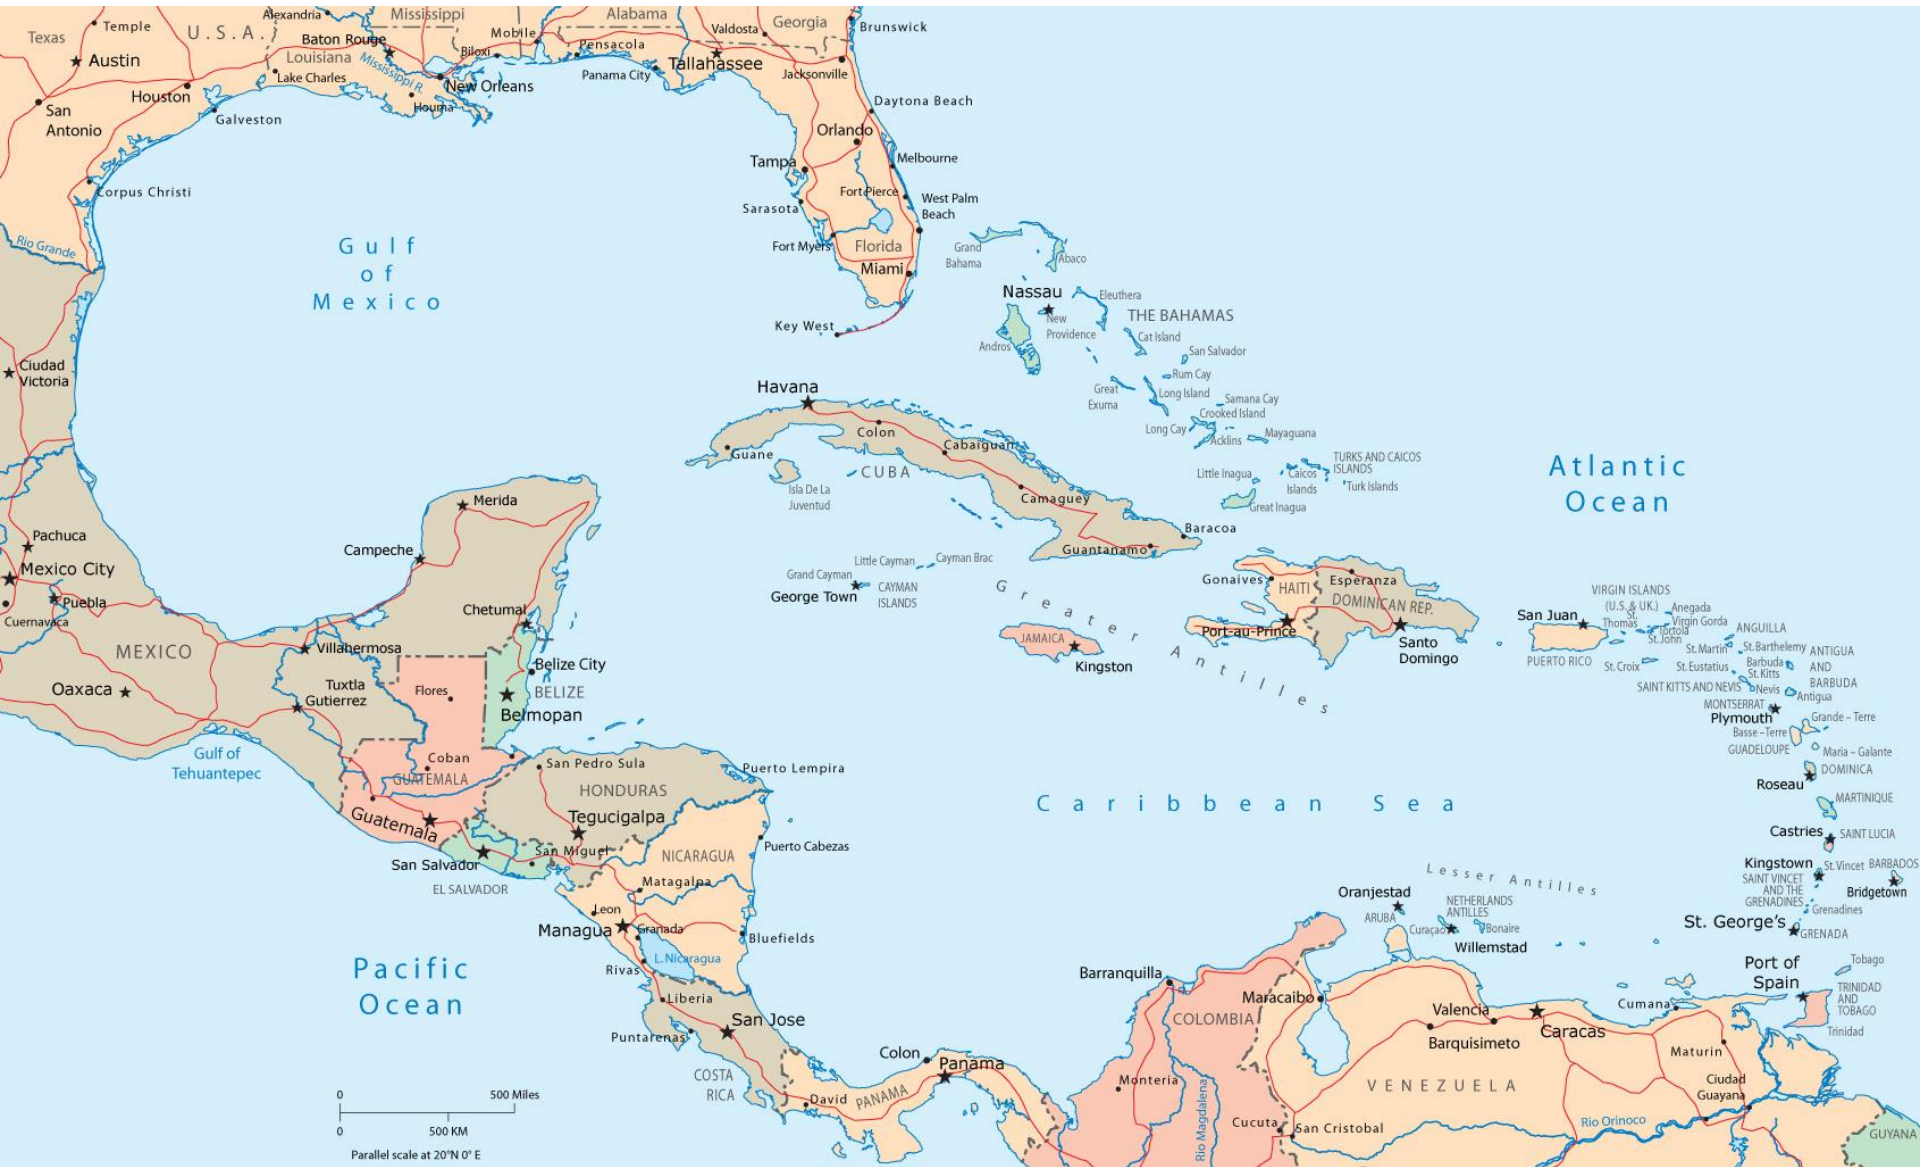 Temple
Texas
U.S.A.
Alexandria
Mississippi
Alabama
Georgia
Brunswick
Austin
Baton Rouge
Louisiana
Mississippi R.
Biloxi
Mobile
Pensacola
Valdosta
Tallahassee
Jacksonville
Lake Charles
New Orleans
Panama City
Houston
Houma
San
Antonio
Galveston
Daytona Beach
Orlando
Tampa
Melbourne
Corpus Christi
Fort Pierce
West Palm
Beach
Sarasota
Rio Grande
Gulf
of
Mexico
Fort Myers
Florida
Miami
Grand
Bahama
Abaco
Nassau
Eleuthera
New
Providence
THE BAHAMAS
Key West
Andros
Cat Island
San Salvador
Rum Cay
Ciudad
Victoria
Great
Exuma
Long Island
Samana Cay
Crooked Island
Long Cay
Acklins
Mayaguana
Havana
Colon
Cabaiguan
Guane
CUBA
Isla De La
Juventud
Camaguey
Little Inagua
Caicos
Islands
TURKS AND CAICOS
ISLANDS
Turk Islands
Great Inagua
Atlantic
Ocean
Baracoa
Guantanamo
Merida
Campeche
Pachuca
Mexico City
Puebla
Cuernavaca
Chetumal
Little Cayman
Cayman Brac
Grand Cayman
George Town
CAYMAN
ISLANDS
Greater
Antilles
Gonaives
HAITI
Esperanza
DOMINICAN REP.
Port-au-Prince
Santo
Domingo
JAMAICA
Kingston
San Juan
PUERTO RICO
VIRGIN ISLANDS
(U.S.& UK.)
St.
Thomas
Anegada
Virgin Gorda
Tortola
St.John
ANGUILLA
St.Martin
St.Barthelemy
St.Croix
St.Eustatius
Barbuda
St.Kitts
ANTIGUA
AND
BARBUDA
SAINT KITTS AND NEVIS
Nevis
Antigua
MONTSERRAT
Plymouth
Grande – Terre
Basse –Terre
GUADELOUPE
Maria – Galante
Roseau
DOMINICA
MARTINIQUE
Castries
SAINT LUCIA
Kingstown
St.Vincet
BARBADOS
SAINT VINCET
AND THE
GRENADINES
Bridgetown
Grenadines
St. George's
GRENADA
MEXICO
Villahermosa
Oaxaca
Tuxtla
Gutierrez
Flores
Belize City
BELIZE
Belmopan
Gulf of
Tehuantepec
Coban
GUATEMALA
Guatemala
San Pedro Sula
Puerto Lempira
HONDURAS
Tegucigalpa
San Salvador
San Miguel
EL SALVADOR
NICARAGUA
Puerto Cabezas
Matagalpa
Leon
Managua
Granada
Bluefields
L.Nicaragua
Rivas
Caribbean Sea
Lesser Antilles
Oranjestad
ARUBA
NETHERLANDS
ANTILLES
Curaçao
Bonaire
Willemstad
Pacific
Ocean
Liberia
San Jose
Puntarenas
COSTA
RICA
Colon
Panama
David
PANAMA
Barranquilla
Maracaibo
COLOMBIA
Monteria
Rio Magdalena
Cucuta
San Cristobal
Valencia
Barquisimeto
Caracas
VENEZUELA
Cumana
Maturin
Ciudad
Guayana
Rio Orinoco
Port of
Spain
Tobago
TRINIDAD
AND
TOBAGO
Trinidad
GUYANA
0
500 Miles
0
500 KM
Parallel scale at 20°N 0° E